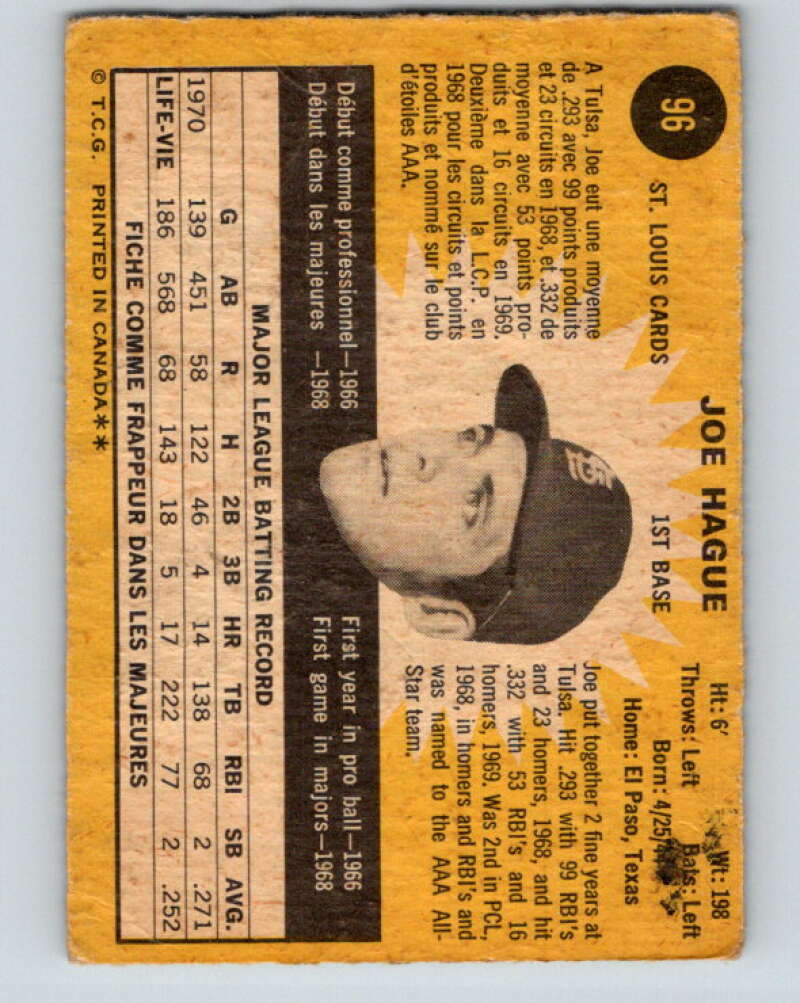 96
JOE HAGUE
ST. LOUIS CARDS
1ST BASE
Ht: 6' Wt: 198
Throws: Left Bats: Left
Born: 4/25/
Home: El Paso, Texas
A Tulsa, Joe eut une moyenne
de .293 avec 99 points produits
et 23 circuits en 1968, et .332 de
moyenne avec 53 points pro-
duits et 16 circuits en 1969.
Deuxième dans la L.C.P. en
1968 pour les circuits et points
produits et nommé sur le club
d'étoiles AAA.
Joe put together 2 fine years at
Tulsa. Hit .293 with 99 RBI's
and 23 homers, 1968, and hit
.332 with 53 RBI's and 16
homers, 1969. Was 2nd in PCL,
1968, in homers and RBI's and
was named to the AAA All-
Star team.
StL
Début comme professionnel—1966
Début dans les majeures —1968
First year in pro ball—1966
First game in majors—1968
MAJOR LEAGUE BATTING RECORD
G AB R H 2B 3B HR TB RBI SB AVG.
1970 139 451 58 122 46 4 14 138 68 2 .271
LIFE-VIE 186 568 68 143 18 5 17 222 77 2 .252
FICHE COMME FRAPPEUR DANS LES MAJEURES
© T.C.G. PRINTED IN CANADA**